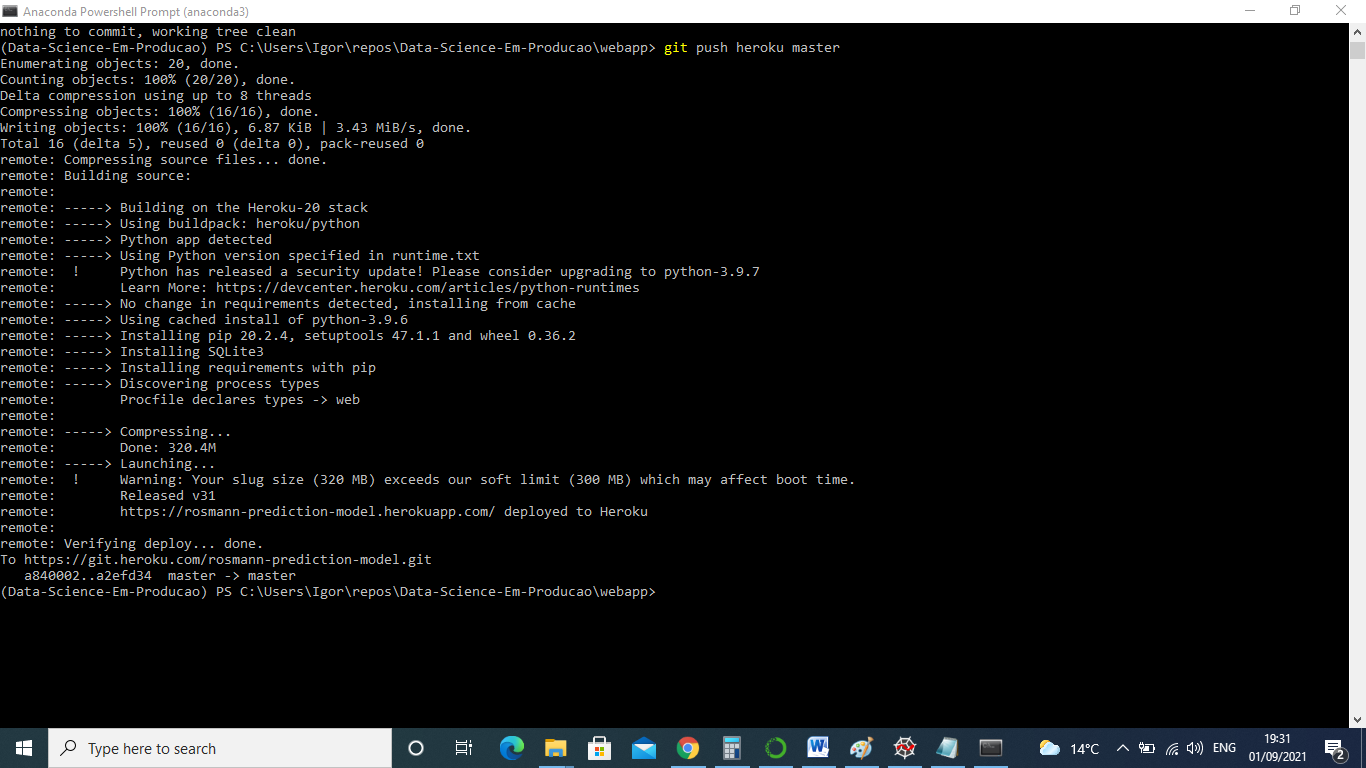 Anaconda Powershell Prompt (anaconda3)
nothing to commit, working tree clean
(Data-Science-Em-Producao) PS C:\Users\Igor\repos\Data-Science-Em-Producao\webapp> git push heroku master
Enumerating objects: 20, done.
Counting objects: 100% (20/20), done.
Delta compression using up to 8 threads
Compressing objects: 100% (16/16), done.
Writing objects: 100% (16/16), 6.87 KiB | 3.43 MiB/s, done.
Total 16 (delta 5), reused 0 (delta 0), pack-reused 0
remote: Compressing source files... done.
remote: Building source:
remote:
remote: -----> Building on the Heroku-20 stack
remote: -----> Using buildpack: heroku/python
remote: -----> Python app detected
remote: -----> Using Python version specified in runtime.txt
remote:  !     Python has released a security update! Please consider upgrading to python-3.9.7
remote:        Learn More: https://devcenter.heroku.com/articles/python-runtimes
remote: -----> No change in requirements detected, installing from cache
remote: -----> Using cached install of python-3.9.6
remote: -----> Installing pip 20.2.4, setuptools 47.1.1 and wheel 0.36.2
remote: -----> Installing SQLite3
remote: -----> Installing requirements with pip
remote: -----> Discovering process types
remote:        Procfile declares types -> web
remote:
remote: -----> Compressing...
remote:        Done: 320.4M
remote: -----> Launching...
remote:  !     Warning: Your slug size (320 MB) exceeds our soft limit (300 MB) which may affect boot time.
remote:        Released v31
remote:        https://rosmann-prediction-model.herokuapp.com/ deployed to Heroku
remote:
remote: Verifying deploy... done.
To https://git.heroku.com/rosmann-prediction-model.git
   a840002..a2efd34  master -> master
(Data-Science-Em-Producao) PS C:\Users\Igor\repos\Data-Science-Em-Producao\webapp>
Type here to search
14°C
ENG
19:31
01/09/2021
2